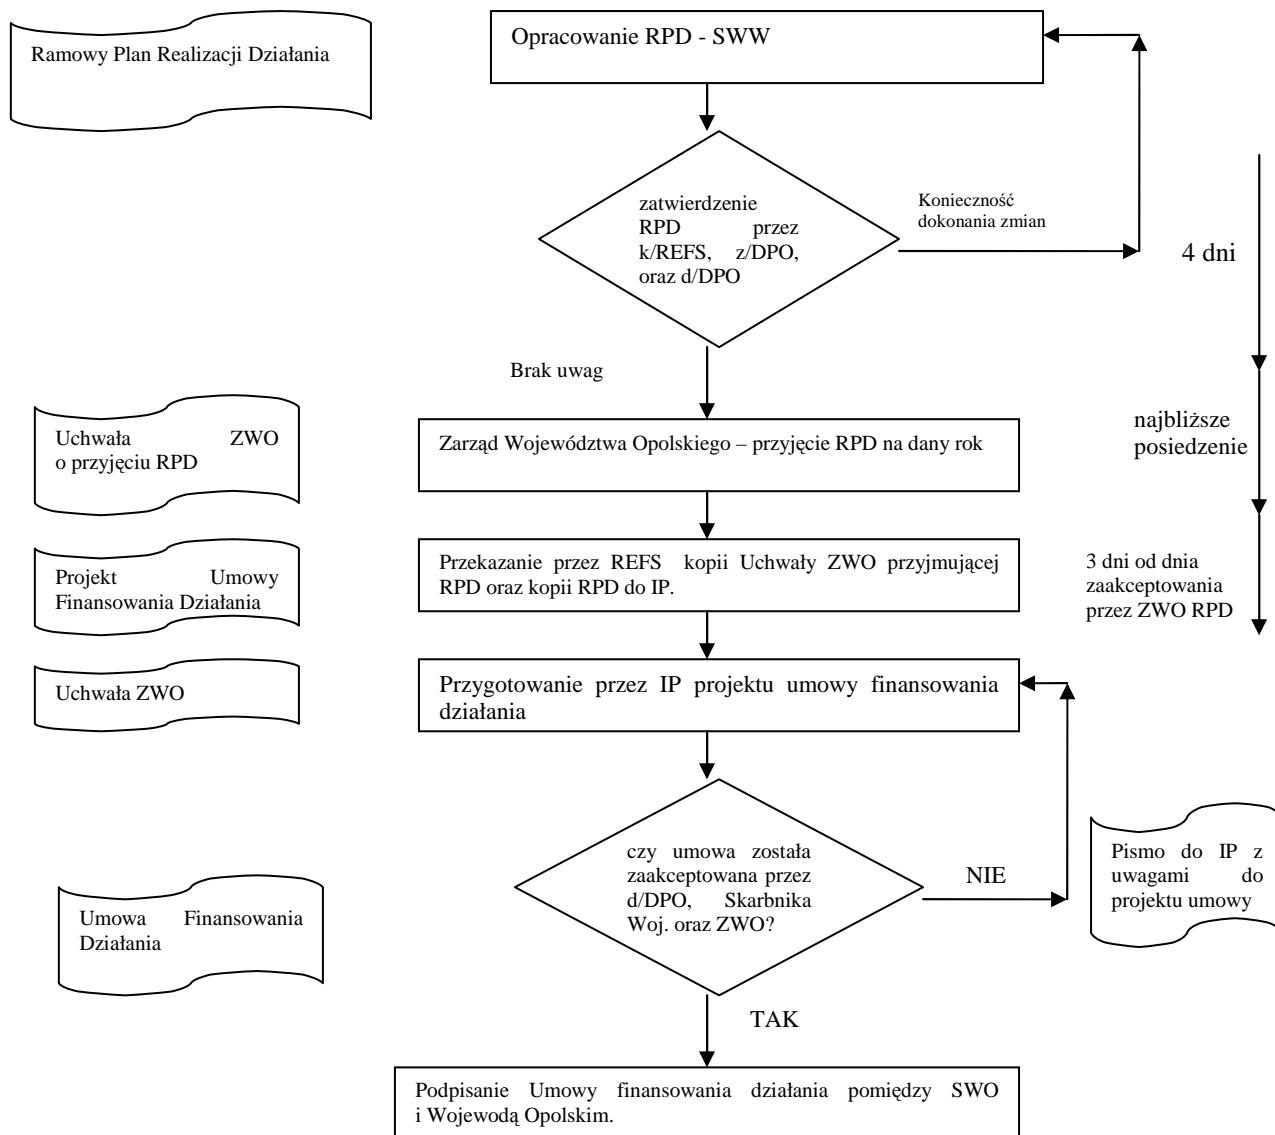 Ramowy Plan Realizacji Działania
Opracowanie RPD - SWW
zatwierdzenie
RPD przez
k/REFS, z/DPO,
oraz d/DPO
Konieczność
dokonania zmian
4 dni
Brak uwag
Uchwała ZWO
o przyjęciu RPD
Zarząd Województwa Opolskiego – przyjęcie RPD na dany rok
najbliższe
posiedzenie
Projekt Umowy
Finansowania Działania
Przekazanie przez REFS kopii Uchwały ZWO przyjmującej
RPD oraz kopii RPD do IP.
3 dni od dnia
zaakceptowania
przez ZWO RPD
Uchwała ZWO
Przygotowanie przez IP projektu umowy finansowania
działania
czy umowa została
zaakceptowana przez
d/DPO, Skarbnika
Woj. oraz ZWO?
NIE
Pismo do IP z
uwagami do
projektu umowy
Umowa Finansowania
Działania
TAK
Podpisanie Umowy finansowania działania pomiędzy SWO
i Wojewodą Opolskim.